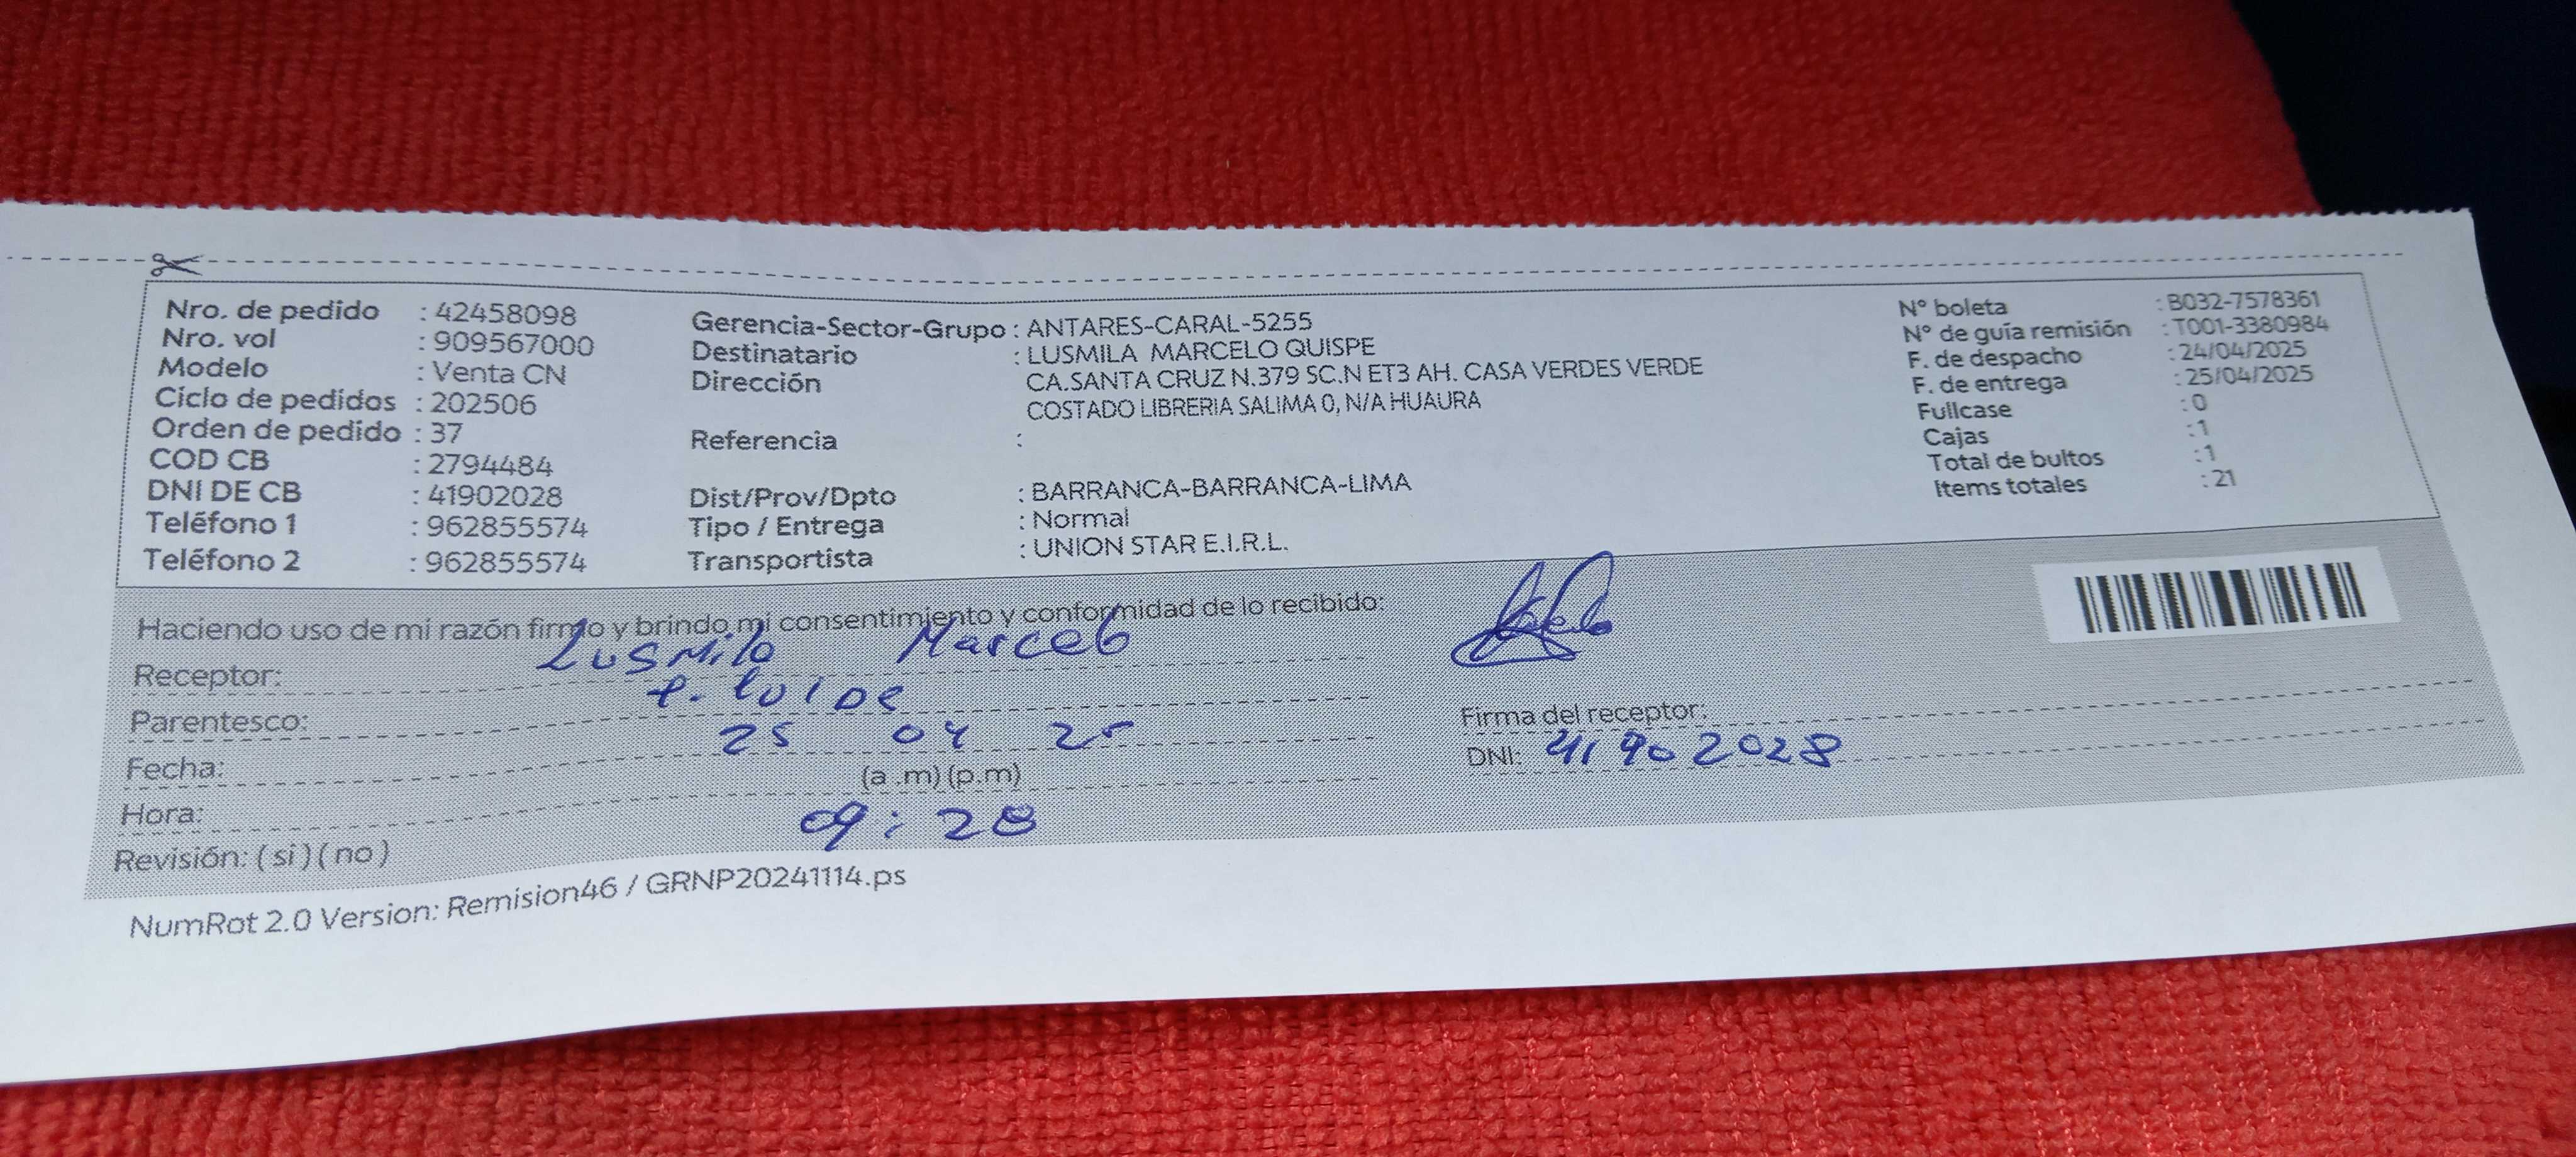 Nro. de pedido : 42458098
Nro. vol : 909567000
Modelo : Venta CN
Ciclo de pedidos : 202506
Orden de pedido : 37
COD CB : 2794484
DNI DE CB : 41902028
Teléfono 1 : 962855574
Teléfono 2 : 962855574
Gerencia-Sector-Grupo : ANTARES-CARAL-5255
Destinatario : LUSMILA MARCELO QUISPE
Dirección CA.SANTA CRUZ N.379 SC.N ET3 AH. CASA VERDES VERDE
COSTADO LIBRERIA SALIMA 0, N/A HUAURA
Referencia :
Dist/Prov/Dpto : BARRANCA-BARRANCA-LIMA
Tipo / Entrega : Normal
Transportista : UNION STAR E.I.R.L.
N° boleta : B032-7578361
N° de guía remisión : T001-3380984
F. de despacho : 24/04/2025
F. de entrega : 25/04/2025
Fullcase : 0
Cajas : 1
Total de bultos : 1
Items totales : 21
Haciendo uso de mi razón firmo y brindo mi consentimiento y conformidad de lo recibido:
Receptor: Lusmila Marcelo
Parentesco:
Fecha: 25 04 25
Hora: (a .m) (p.m)
09:28
Revisión: ( si ) ( no )
Firma del receptor:
DNI: 41902028
NumRot 2.0 Version: Remision46 / GRNP20241114.ps